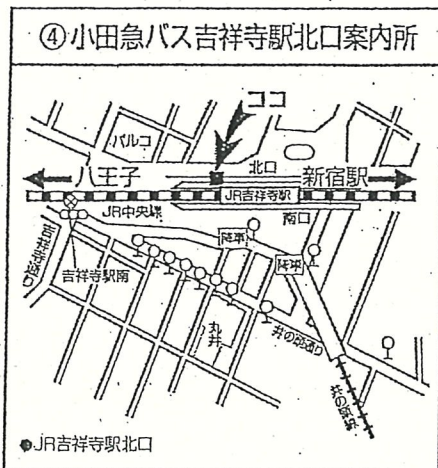 ④小田急バス吉祥寺駅北口案内所
ココ
パルコ
北口
八王子
新宿駅
JR吉祥寺駅
JR中央線
南口
降車
降車
吉祥寺通り
吉祥寺駅南
丸井
井の頭通り
井の頭線
●JR吉祥寺駅北口